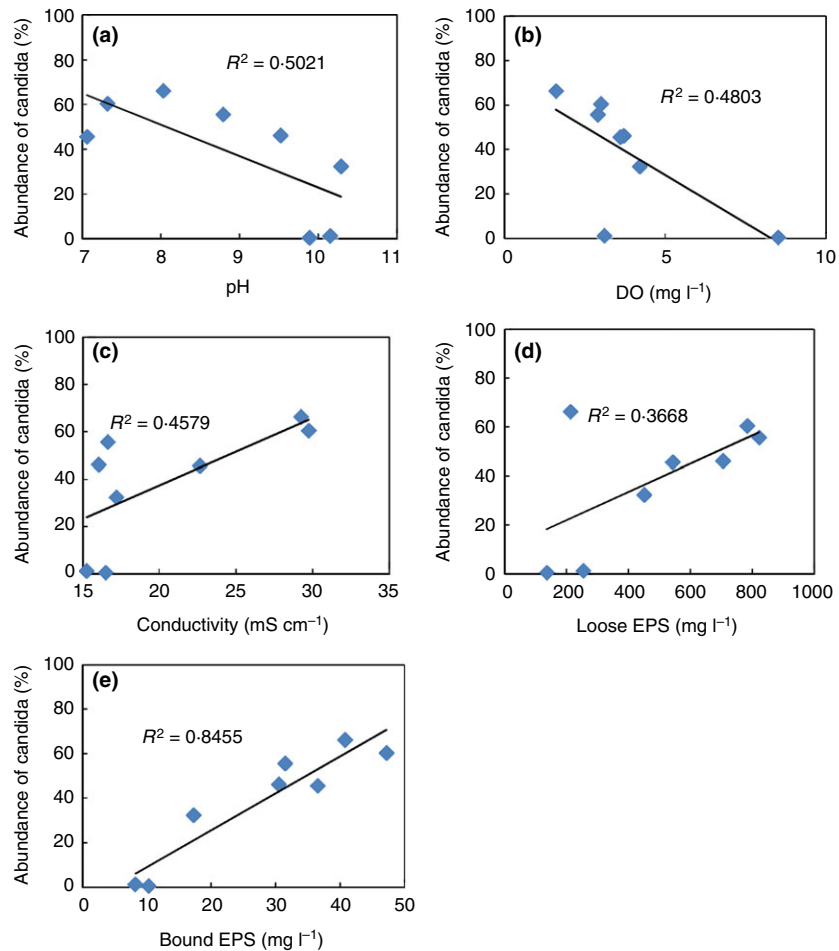 (a)
R² = 0·5021
Abundance of candida (%)
100
80
60
40
20
0
7 8 9 10 11
pH
(b)
R² = 0·4803
Abundance of candida (%)
100
80
60
40
20
0
0 5 10
DO (mg l⁻¹)
(c)
R² = 0·4579
Abundance of candida (%)
100
80
60
40
20
0
15 20 25 30 35
Conductivity (mS cm⁻¹)
(d)
R² = 0·3668
Abundance of candida (%)
100
80
60
40
20
0
0 200 400 600 800 1000
Loose EPS (mg l⁻¹)
(e)
R² = 0·8455
Abundance of candida (%)
100
80
60
40
20
0
0 10 20 30 40 50
Bound EPS (mg l⁻¹)